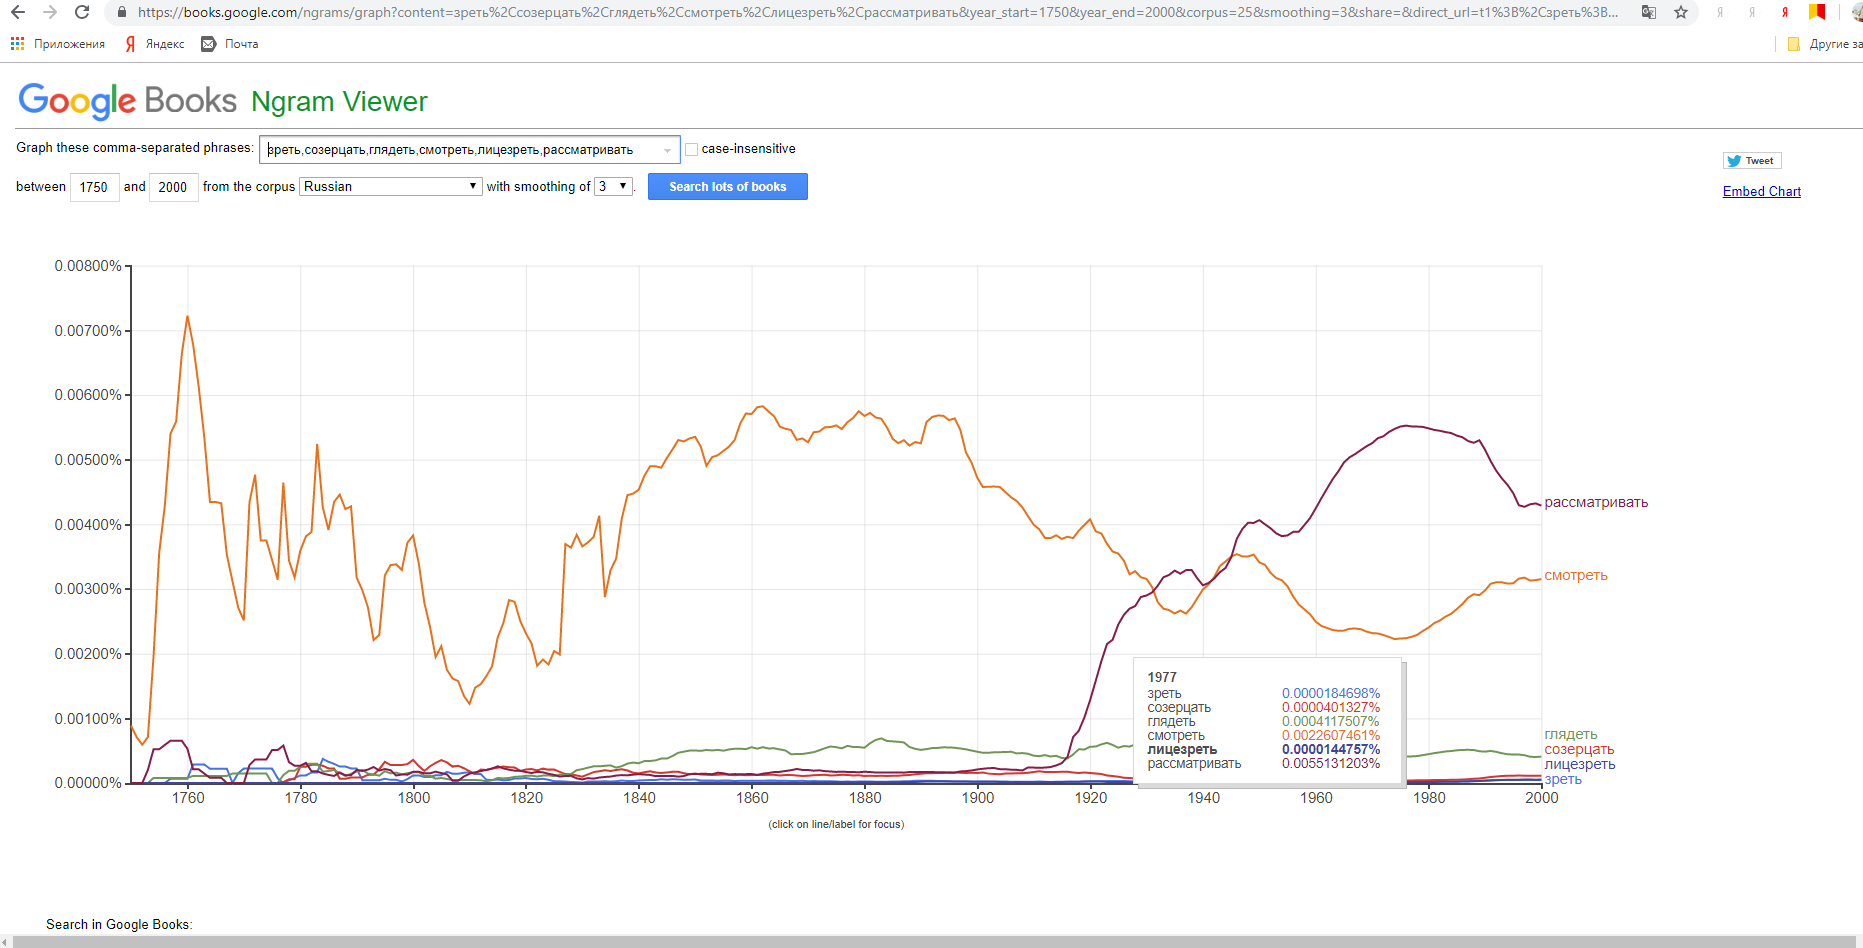 https://books.google.com/ngrams/graph?content=зреть%2Cсозерцать%2Cглядеть%2Cсмотреть%2Cлицезреть%2Cрассматривать&year_start=1750&year_end=2000&corpus=25&smoothing=3&share=&direct_url=t1%3B%2Cзреть%3B...
Приложения Яндекс Почта Другие за
Google Books Ngram Viewer
Graph these comma-separated phrases: зреть,созерцать,глядеть,смотреть,лицезреть,рассматривать case-insensitive
between 1750 and 2000 from the corpus Russian with smoothing of 3 . Search lots of books
Tweet
Embed Chart
0.00800%
0.00700%
0.00600%
0.00500%
0.00400%
0.00300%
0.00200%
0.00100%
0.00000%
рассматривать
смотреть
глядеть
созерцать
лицезреть
зреть
1977
зреть 0.0000184698%
созерцать 0.0000401327%
глядеть 0.0004117507%
смотреть 0.0022607461%
лицезреть 0.0000144757%
рассматривать 0.0055131203%
1760 1780 1800 1820 1840 1860 1880 1900 1920 1940 1960 1980 2000
(click on line/label for focus)
Search in Google Books: